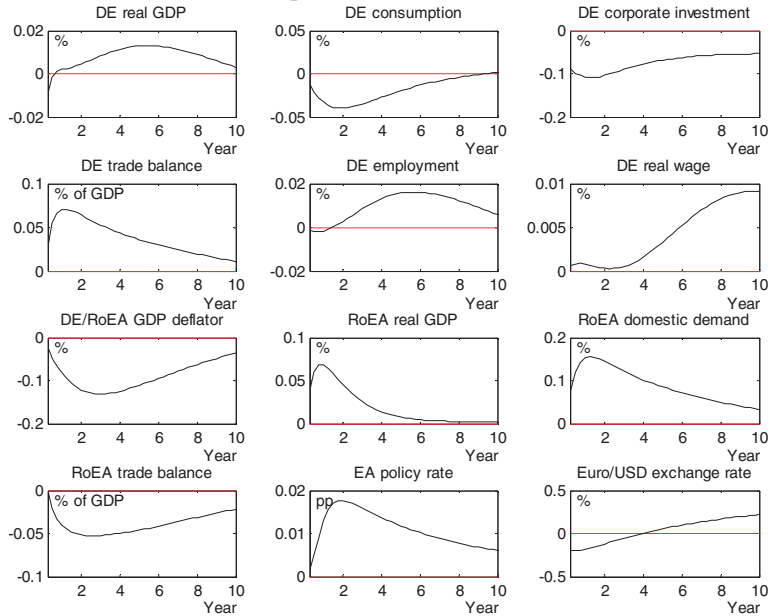 DE real GDP
%
0.02
0
-0.02
2 4 6 8 10
Year
DE consumption
%
0.05
0
-0.05
2 4 6 8 10
Year
DE corporate investment
%
0
-0.1
-0.2
2 4 6 8 10
Year
DE trade balance
% of GDP
0.1
0.05
0
2 4 6 8 10
Year
DE employment
%
0.02
0
-0.02
2 4 6 8 10
Year
DE real wage
%
0.01
0.005
0
2 4 6 8 10
Year
DE/RoEA GDP deflator
%
0
-0.1
-0.2
2 4 6 8 10
Year
RoEA real GDP
%
0.1
0.05
0
2 4 6 8 10
Year
RoEA domestic demand
%
0.2
0.1
0
2 4 6 8 10
Year
RoEA trade balance
% of GDP
0
-0.05
-0.1
2 4 6 8 10
Year
EA policy rate
pp
0.02
0.01
0
2 4 6 8 10
Year
Euro/USD exchange rate
%
0.5
0
-0.5
2 4 6 8 10
Year